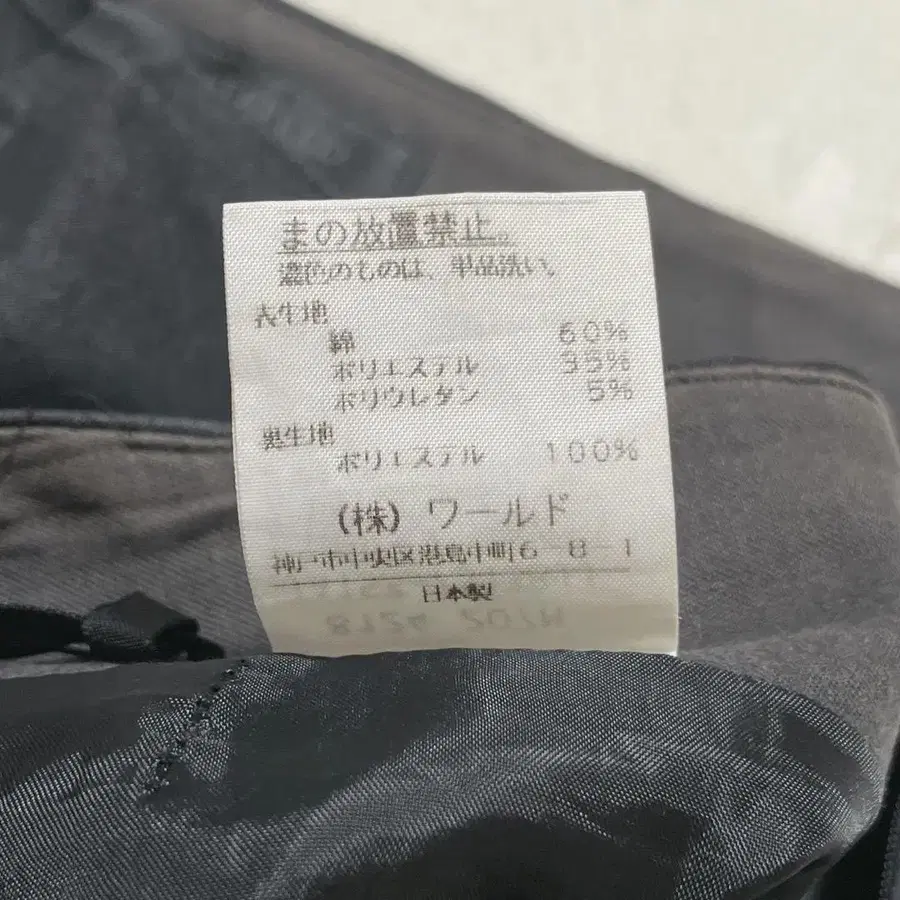 まの放置禁止。
濃色のものは、単品洗い。
表生地
綿 60%
ポリエステル 35%
ポリウレタン 5%
裏生地
ポリエステル 100%
(株) ワールド
神戸市中央区港島中町6-8-1
日本製